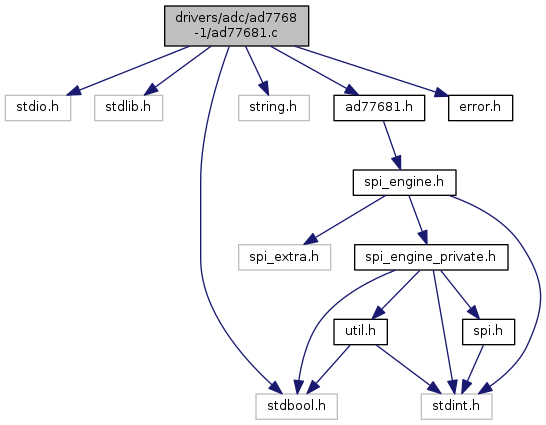 drivers/adc/ad7768
-1/ad77681.c
stdio.h
stdlib.h
string.h
ad77681.h
error.h
spi_engine.h
spi_extra.h
spi_engine_private.h
util.h
spi.h
stdbool.h
stdint.h